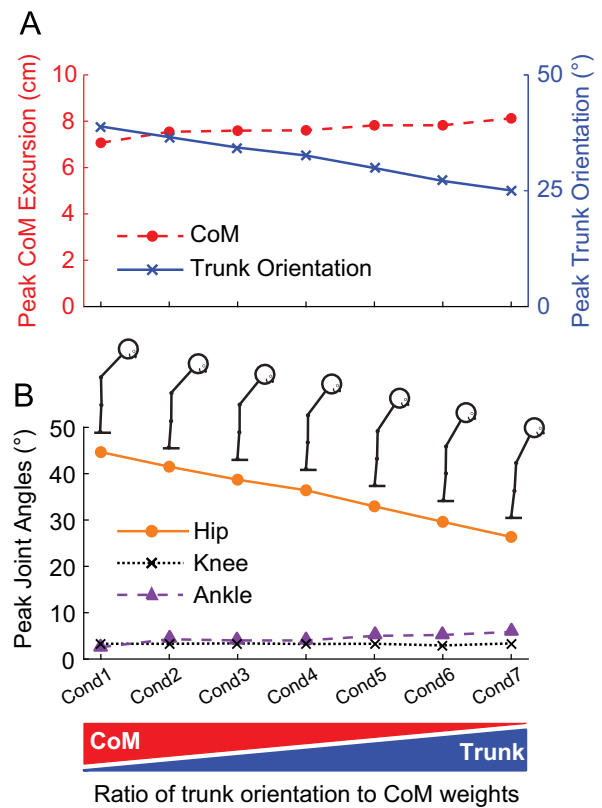 A
Peak CoM Excursion (cm)
10
8
6
4
2
0
CoM
Trunk Orientation
50
25
0
Peak Trunk Orientation (°)
B
Peak Joint Angles (°)
50
40
30
20
10
0
Hip
Knee
Ankle
Cond1
Cond2
Cond3
Cond4
Cond5
Cond6
Cond7
CoM
Trunk
Ratio of trunk orientation to CoM weights